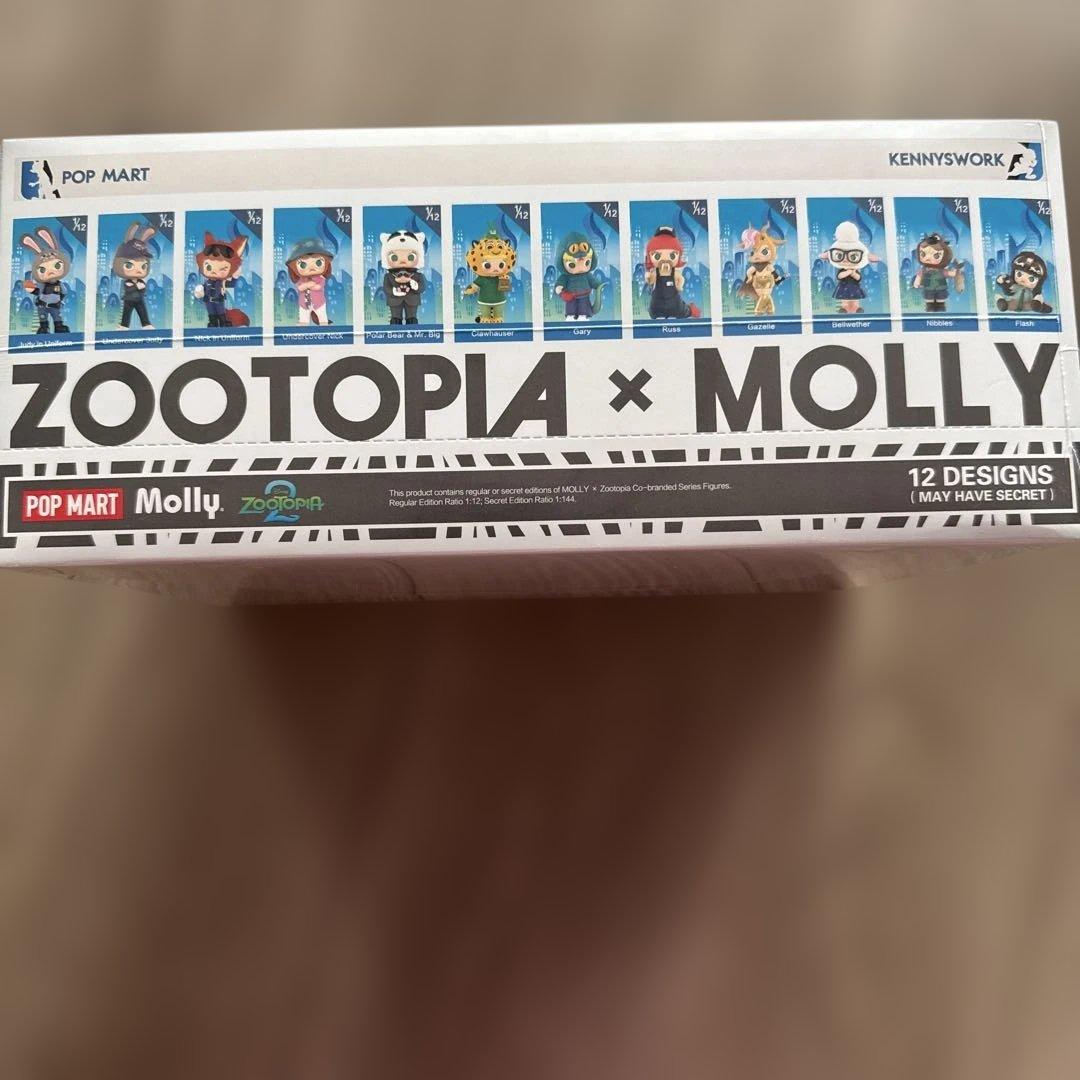 POP MART
KENNYSWORK
1/12 1/12 1/12 1/12 1/12 1/12 1/12 1/12 1/12 1/12 1/12 1/12
Judy in Uniform Undercover Judy Nick in Uniform Undercover Nick Polar Bear & Mr. Big Clawhauser Gary Russ Gazelle Bellwether Nibbles Flash
ZOOTOPIA × MOLLY
POP MART Molly. Disney ZOOTOPIA 2
This product contains regular or secret editions of MOLLY × Zootopia Co-branded Series Figures.
Regular Edition Ratio 1:12, Secret Edition Ratio 1:144.
12 DESIGNS
( MAY HAVE SECRET )